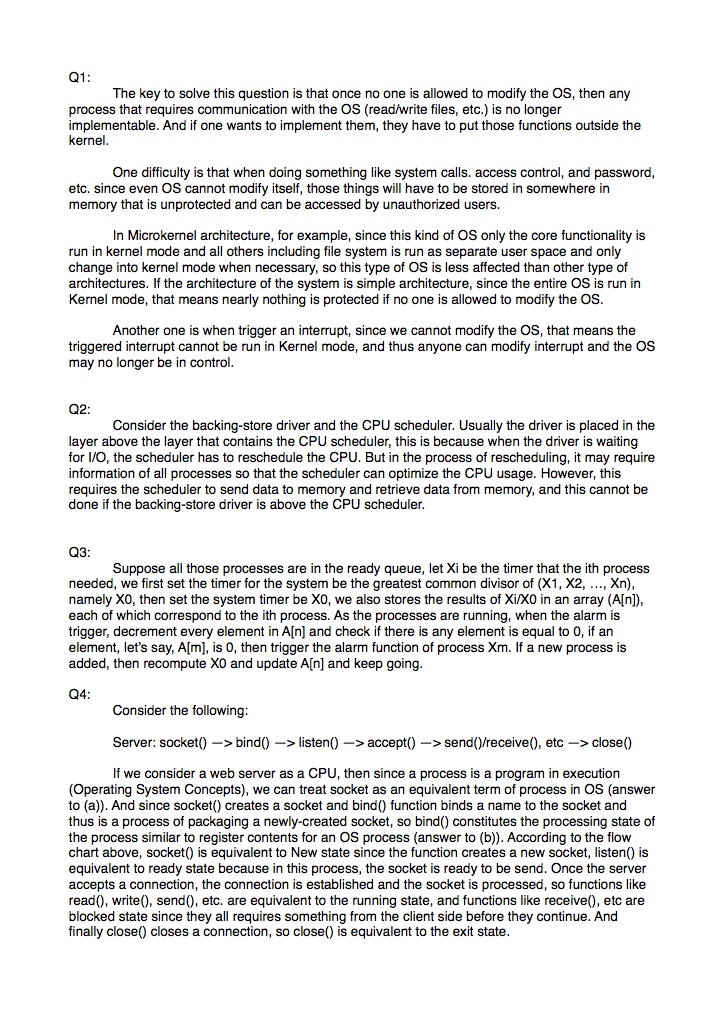 Q1:
The key to solve this question is that once no one is allowed to modify the OS, then any
process that requires communication with the OS (read/write files, etc.) is no longer
implementable. And if one wants to implement them, they have to put those functions outside the
kernel.
One difficulty is that when doing something like system calls. access control, and password,
etc. since even OS cannot modify itself, those things will have to be stored in somewhere in
memory that is unprotected and can be accessed by unauthorized users.
In Microkernel architecture, for example, since this kind of OS only the core functionality is
run in kernel mode and all others including file system is run as separate user space and only
change into kernel mode when necessary, so this type of OS is less affected than other type of
architectures. If the architecture of the system is simple architecture, since the entire OS is run in
Kernel mode, that means nearly nothing is protected if no one is allowed to modify the OS.
Another one is when trigger an interrupt, since we cannot modify the OS, that means the
triggered interrupt cannot be run in Kernel mode, and thus anyone can modify interrupt and the OS
may no longer be in control.
Q2:
Consider the backing-store driver and the CPU scheduler. Usually the driver is placed in the
layer above the layer that contains the CPU scheduler, this is because when the driver is waiting
for I/O, the scheduler has to reschedule the CPU. But in the process of rescheduling, it may require
information of all processes so that the scheduler can optimize the CPU usage. However, this
requires the scheduler to send data to memory and retrieve data from memory, and this cannot be
done if the backing-store driver is above the CPU scheduler.
Q3:
Suppose all those processes are in the ready queue, let Xi be the timer that the ith process
needed, we first set the timer for the system be the greatest common divisor of (X1, X2, ..., Xn),
namely X0, then set the system timer be X0, we also stores the results of Xi/X0 in an array (A[n]),
each of which correspond to the ith process. As the processes are running, when the alarm is
trigger, decrement every element in A[n] and check if there is any element is equal to 0, if an
element, let's say, A[m], is 0, then trigger the alarm function of process Xm. If a new process is
added, then recompute X0 and update A[n] and keep going.
Q4:
Consider the following:
Server: socket() —> bind() —> listen() —> accept() —> send()/receive(), etc —> close()
If we consider a web server as a CPU, then since a process is a program in execution
(Operating System Concepts), we can treat socket as an equivalent term of process in OS (answer
to (a)). And since socket() creates a socket and bind() function binds a name to the socket and
thus is a process of packaging a newly-created socket, so bind() constitutes the processing state of
the process similar to register contents for an OS process (answer to (b)). According to the flow
chart above, socket() is equivalent to New state since the function creates a new socket, listen() is
equivalent to ready state because in this process, the socket is ready to be send. Once the server
accepts a connection, the connection is established and the socket is processed, so functions like
read(), write(), send(), etc. are equivalent to the running state, and functions like receive(), etc are
blocked state since they all requires something from the client side before they continue. And
finally close() closes a connection, so close() is equivalent to the exit state.